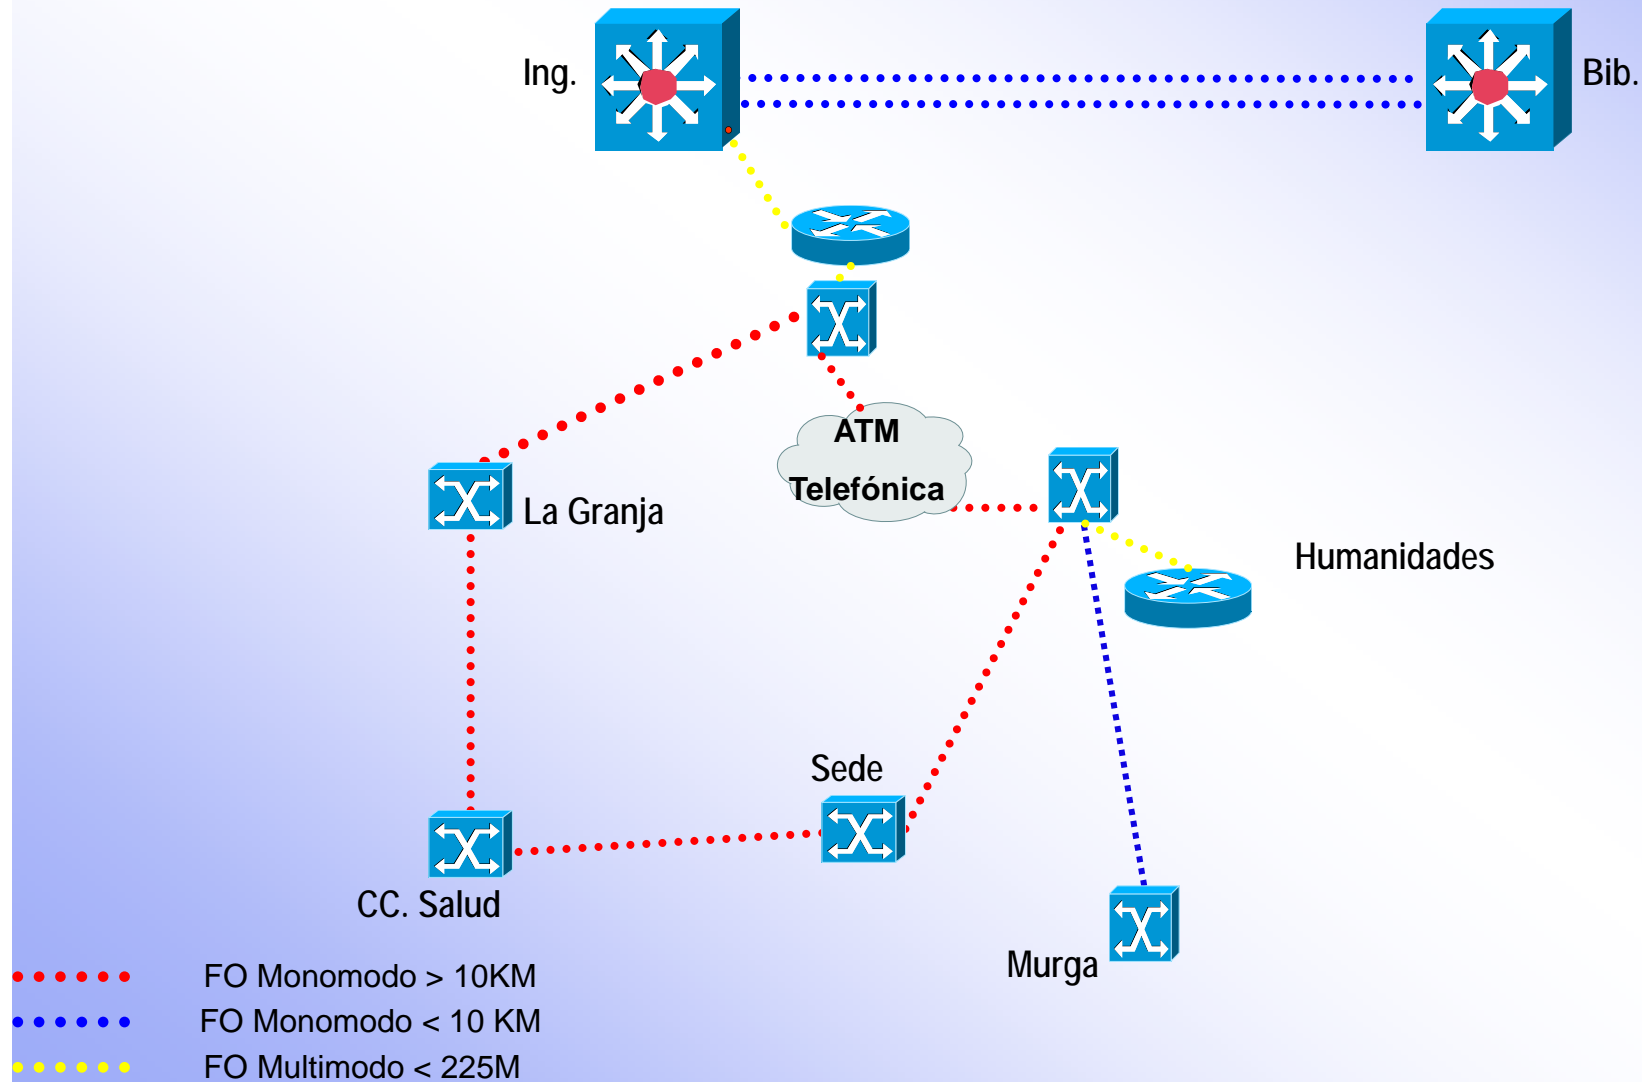 Ing.
Bib.
ATM
Telefónica
La Granja
Humanidades
Sede
CC. Salud
Murga
FO Monomodo > 10KM
FO Monomodo < 10 KM
FO Multimodo < 225M